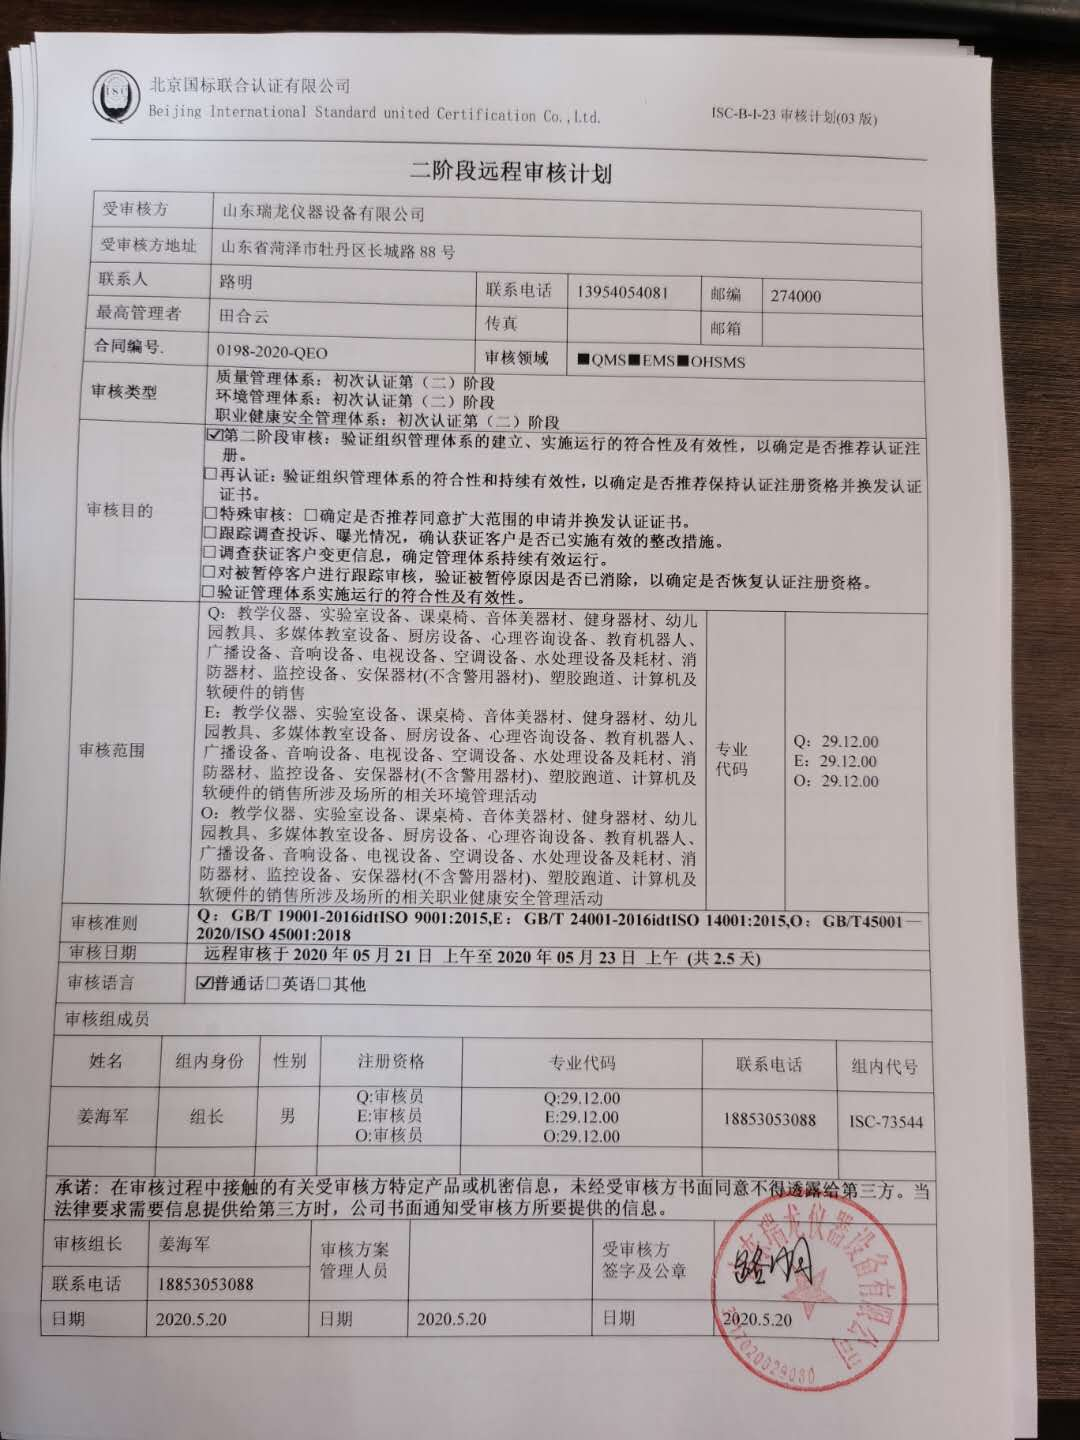 北京国标联合认证有限公司
Beijing International Standard united Certification Co.,Ltd.
ISC-B-I-23 审核计划(03 版)
二阶段远程审核计划
受审核方 山东瑞龙仪器设备有限公司
受审核方地址 山东省菏泽市牡丹区长城路 88 号
联系人 路明 联系电话 13954054081 邮编 274000
最高管理者 田合云 传真 邮箱
合同编号. 0198-2020-QEO 审核领域 ■QMS■EMS■OHSMS
审核类型
质量管理体系：初次认证第（二）阶段
环境管理体系：初次认证第（二）阶段
职业健康安全管理体系：初次认证第（二）阶段
审核目的
☑第二阶段审核：验证组织管理体系的建立、实施运行的符合性及有效性，以确定是否推荐认证注
册。
□再认证：验证组织管理体系的符合性和持续有效性，以确定是否推荐保持认证注册资格并换发认证
证书。
□特殊审核：□确定是否推荐同意扩大范围的申请并换发认证证书。
□跟踪调查投诉、曝光情况，确认获证客户是否已实施有效的整改措施。
□调查获证客户变更信息，确定管理体系持续有效运行。
□对被暂停客户进行跟踪审核，验证被暂停原因是否已消除，以确定是否恢复认证注册资格。
□验证管理体系实施运行的符合性及有效性。
审核范围
Q：教学仪器、实验室设备、课桌椅、音体美器材、健身器材、幼儿
园教具、多媒体教室设备、厨房设备、心理咨询设备、教育机器人、
广播设备、音响设备、电视设备、空调设备、水处理设备及耗材、消
防器材、监控设备、安保器材(不含警用器材)、塑胶跑道、计算机及
软硬件的销售
E：教学仪器、实验室设备、课桌椅、音体美器材、健身器材、幼儿
园教具、多媒体教室设备、厨房设备、心理咨询设备、教育机器人、
广播设备、音响设备、电视设备、空调设备、水处理设备及耗材、消
防器材、监控设备、安保器材(不含警用器材)、塑胶跑道、计算机及
软硬件的销售所涉及场所的相关环境管理活动
O：教学仪器、实验室设备、课桌椅、音体美器材、健身器材、幼儿
园教具、多媒体教室设备、厨房设备、心理咨询设备、教育机器人、
广播设备、音响设备、电视设备、空调设备、水处理设备及耗材、消
防器材、监控设备、安保器材(不含警用器材)、塑胶跑道、计算机及
软硬件的销售所涉及场所的相关职业健康安全管理活动
专业
代码
Q：29.12.00
E：29.12.00
O：29.12.00
审核准则
Q：GB/T 19001-2016idtISO 9001:2015,E：GB/T 24001-2016idtISO 14001:2015,O：GB/T45001—
2020/ISO 45001:2018
审核日期 远程审核于 2020 年 05 月 21 日 上午至 2020 年 05 月 23 日 上午 (共 2.5 天)
审核语言 ☑普通话□英语□其他
审核组成员
姓名 组内身份 性别 注册资格 专业代码 联系电话 组内代号
姜海军 组长 男
Q:审核员
E:审核员
O:审核员
Q:29.12.00
E:29.12.00
O:29.12.00
18853053088 ISC-73544
承诺：在审核过程中接触的有关受审核方特定产品或机密信息，未经受审核方书面同意不得透露给第三方。当
法律要求需要信息提供给第三方时，公司书面通知受审核方所要提供的信息。
审核组长 姜海军
审核方案
管理人员
受审核方
签字及公章
路明
联系电话 18853053088
日期 2020.5.20 日期 2020.5.20 日期 2020.5.20
瑞龙仪器设备有限公司